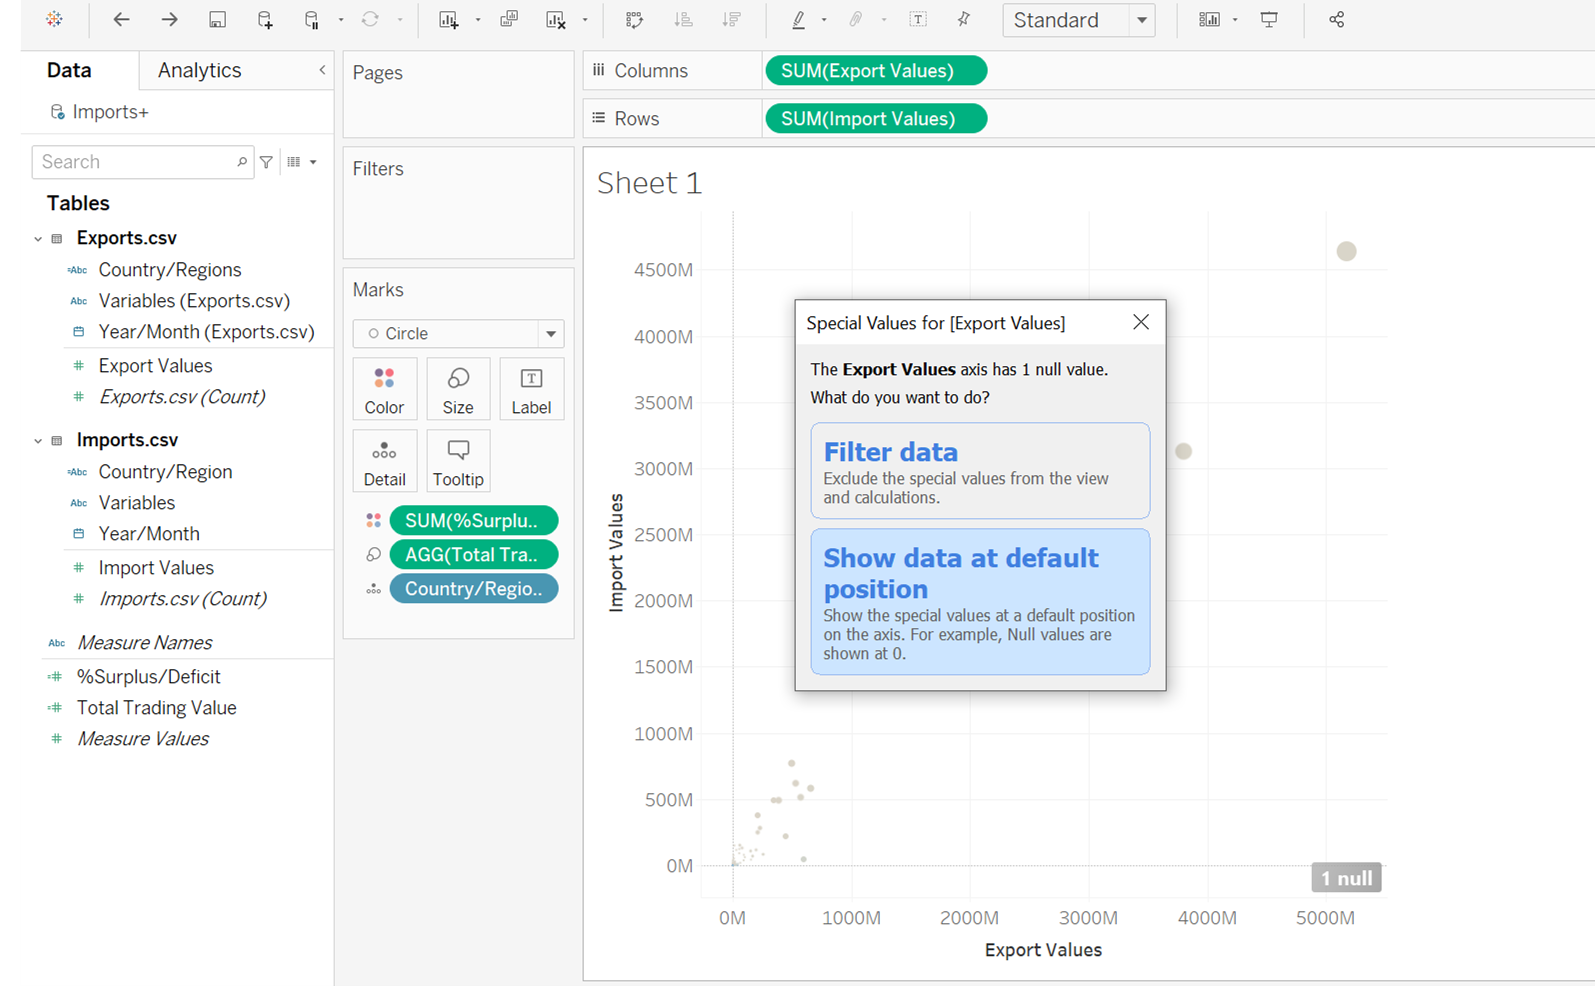 Standard
Data
Analytics
Imports+
Search
Tables
Exports.csv
Abc Country/Regions
Abc Variables (Exports.csv)
Year/Month (Exports.csv)
Export Values
Exports.csv (Count)
Imports.csv
Abc Country/Region
Abc Variables
Year/Month
Import Values
Imports.csv (Count)
Abc Measure Names
%Surplus/Deficit
Total Trading Value
Measure Values
Pages
Filters
Marks
Circle
Color
Size
T
Label
Detail
Tooltip
SUM(%Surplu..
AGG(Total Tra..
Country/Regio..
Columns
SUM(Export Values)
Rows
SUM(Import Values)
Sheet 1
4500M
4000M
3500M
3000M
2500M
2000M
1500M
1000M
500M
0M
Import Values
0M
1000M
2000M
3000M
4000M
5000M
Export Values
1 null
Special Values for [Export Values]
The Export Values axis has 1 null value.
What do you want to do?
Filter data
Exclude the special values from the view
and calculations.
Show data at default
position
Show the special values at a default position
on the axis. For example, Null values are
shown at 0.